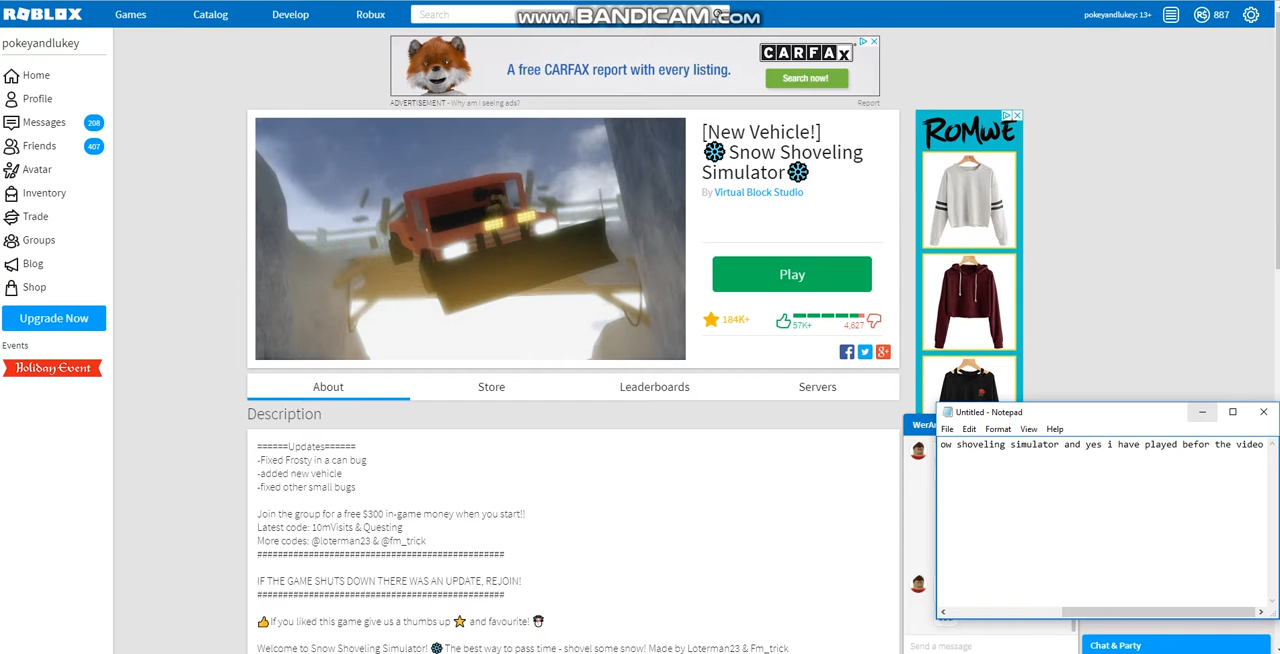 ROBLOX
Games
Catalog
Develop
Robux
Search
www.BANDICAM.com
pokeyandlukey: 13+
887
pokeyandlukey
Home
Profile
Messages 208
Friends 407
Avatar
Inventory
Trade
Groups
Blog
Shop
Upgrade Now
Events
Holiday Event
A free CARFAX report with every listing.
CARFAX
Search now!
ADVERTISEMENT - Why am I seeing ads?
Report
[New Vehicle!]
Snow Shoveling
Simulator
By Virtual Block Studio
Play
184K+
57K+
4,627
ROMWE
About
Store
Leaderboards
Servers
Description
======Updates======
-Fixed Frosty in a can bug
-added new vehicle
-fixed other small bugs
Join the group for a free $300 in-game money when you start!!
Latest code: 10mVisits & Questing
More codes: @loterman23 & @fm_trick
################################################
IF THE GAME SHUTS DOWN THERE WAS AN UPDATE, REJOIN!
################################################
👍If you liked this game give us a thumbs up ⭐ and favourite!
Welcome to Snow Shoveling Simulator! The best way to pass time - shovel some snow! Made by Loterman23 & Fm_trick
Untitled - Notepad
File Edit Format View Help
ow shoveling simulator and yes i have played befor the video
Send a message
Chat & Party